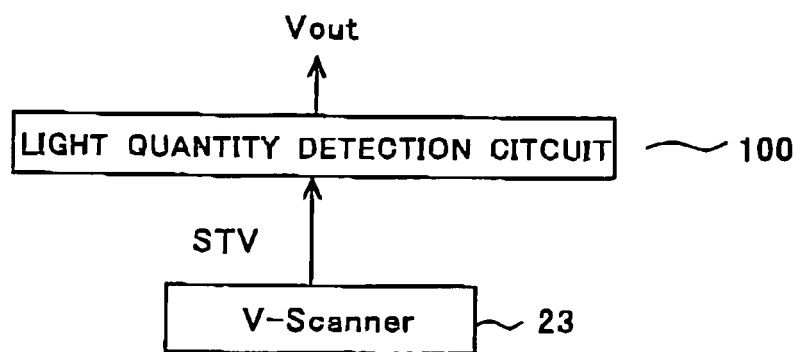 Vout
LIGHT QUANTITY DETECTION CITCUIT
100
STV
V-Scanner
23